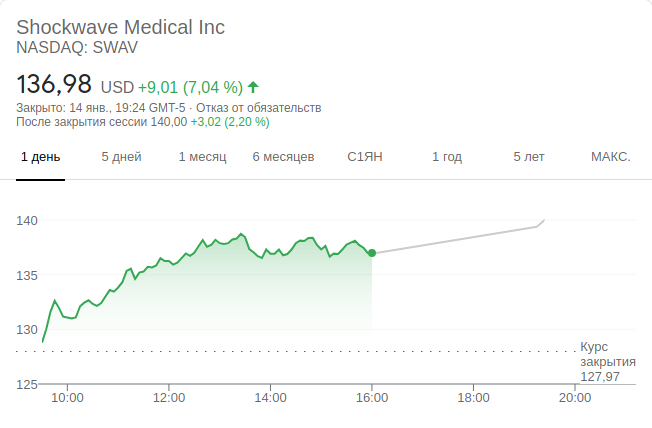 Shockwave Medical Inc
NASDAQ: SWAV
136,98 USD +9,01 (7,04 %)
Закрыто: 14 янв., 19:24 GMT-5 · Отказ от обязательств
После закрытия сессии 140,00 +3,02 (2,20 %)
1 день 5 дней 1 месяц 6 месяцев С1ЯН 1 год 5 лет МАКС.
140
135
130
Курс
закрытия
127,97
125
10:00 12:00 14:00 16:00 18:00 20:00